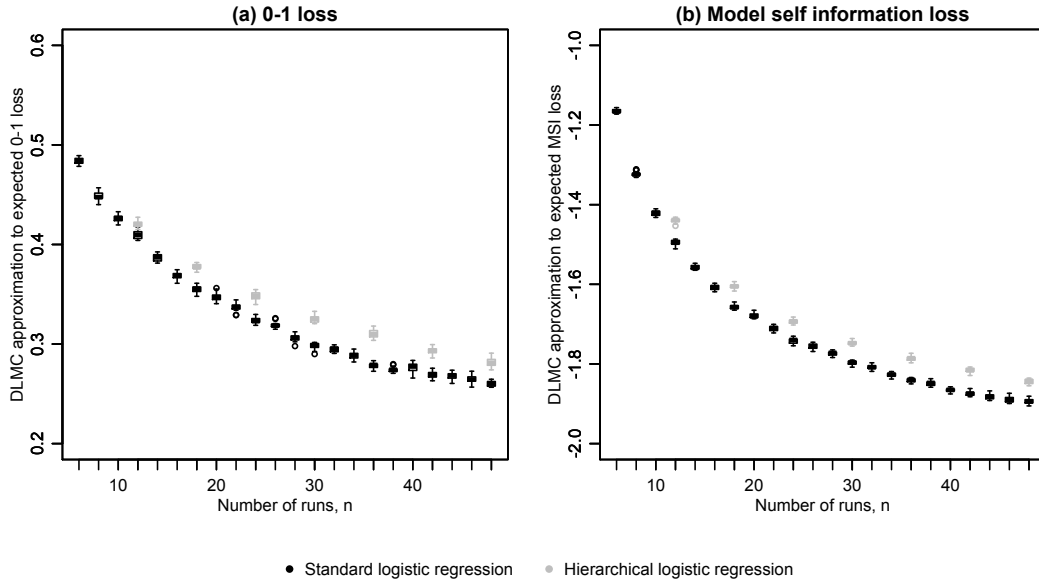 (a) 0-1 loss
DLMC approximation to expected 0-1 loss
0.6
0.5
0.4
0.3
0.2
10 20 30 40
Number of runs, n
(b) Model self information loss
DLMC approximation to expected MSI loss
-1.0
-1.2
-1.4
-1.6
-1.8
-2.0
10 20 30 40
Number of runs, n
Standard logistic regression Hierarchical logistic regression